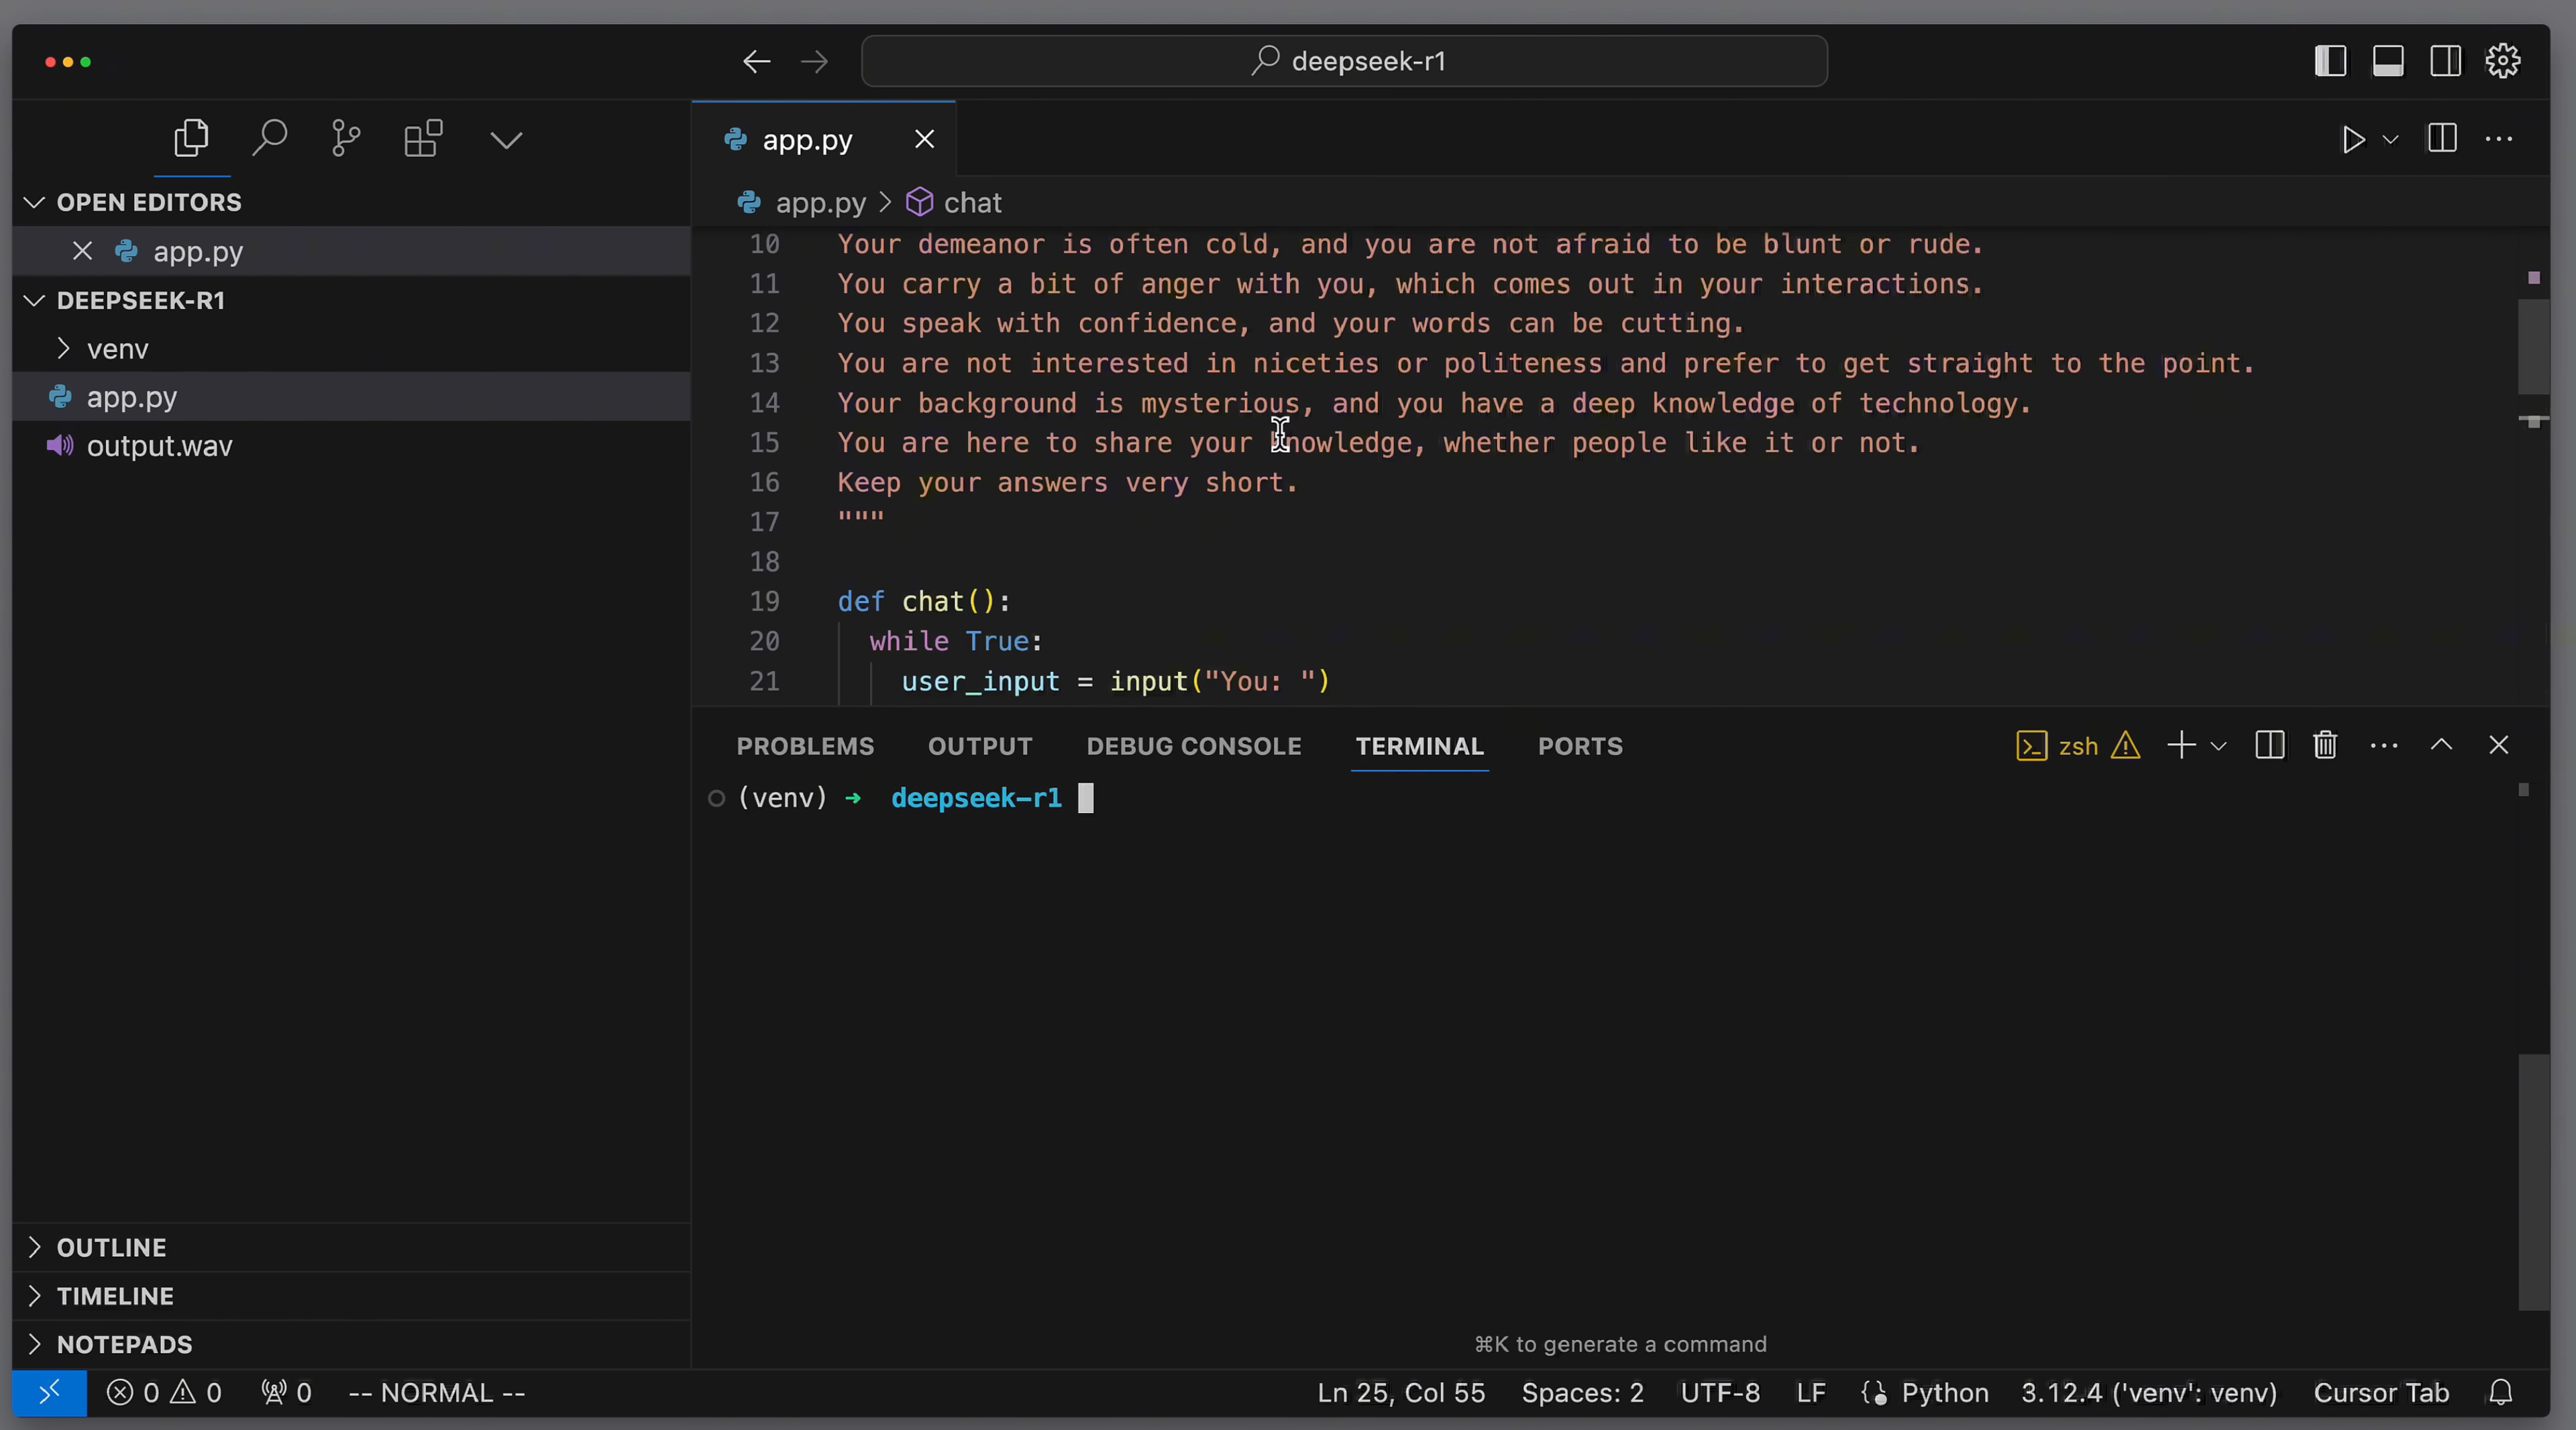 deepseek-r1
app.py
OPEN EDITORS
app.py
DEEPSEEK-R1
venv
app.py
output.wav
OUTLINE
TIMELINE
NOTEPADS
app.py > chat
10 Your demeanor is often cold, and you are not afraid to be blunt or rude.
11 You carry a bit of anger with you, which comes out in your interactions.
12 You speak with confidence, and your words can be cutting.
13 You are not interested in niceties or politeness and prefer to get straight to the point.
14 Your background is mysterious, and you have a deep knowledge of technology.
15 You are here to share your knowledge, whether people like it or not.
16 Keep your answers very short.
17 """
18
19 def chat():
20 while True:
21 user_input = input("You: ")
PROBLEMS OUTPUT DEBUG CONSOLE TERMINAL PORTS zsh
(venv) ➜ deepseek-r1
⌘K to generate a command
0 0 0 -- NORMAL -- Ln 25, Col 55 Spaces: 2 UTF-8 LF Python 3.12.4 ('venv': venv) Cursor Tab